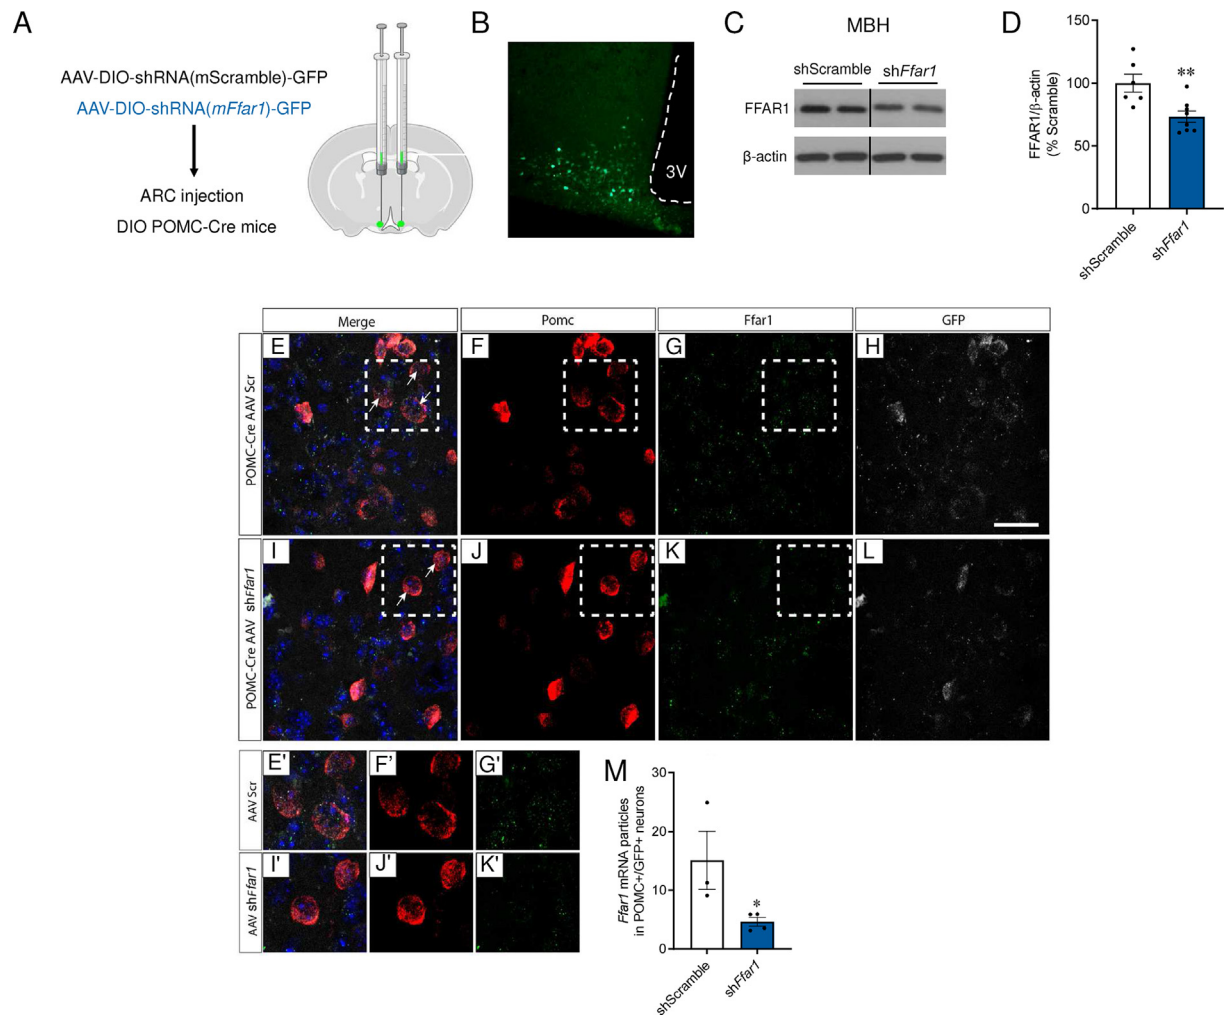 A
AAV-DIO-shRNA(mScramble)-GFP
AAV-DIO-shRNA(mFfar1)-GFP
ARC injection
DIO POMC-Cre mice
B
3V
C
MBH
shScramble
shFfar1
FFAR1
β-actin
D
FFAR1/β-actin
(% Scramble)
150
100
50
0
**
shScramble
shFfar1
Merge
Pomc
Ffar1
GFP
POMC-Cre AAV Scr
E
F
G
H
POMC-Cre AAV shFfar1
I
J
K
L
AAV Scr
E'
F'
G'
AAV shFfar1
I'
J'
K'
M
Ffar1 mRNA particles
in POMC+/GFP+ neurons
30
20
10
0
*
shScramble
shFfar1